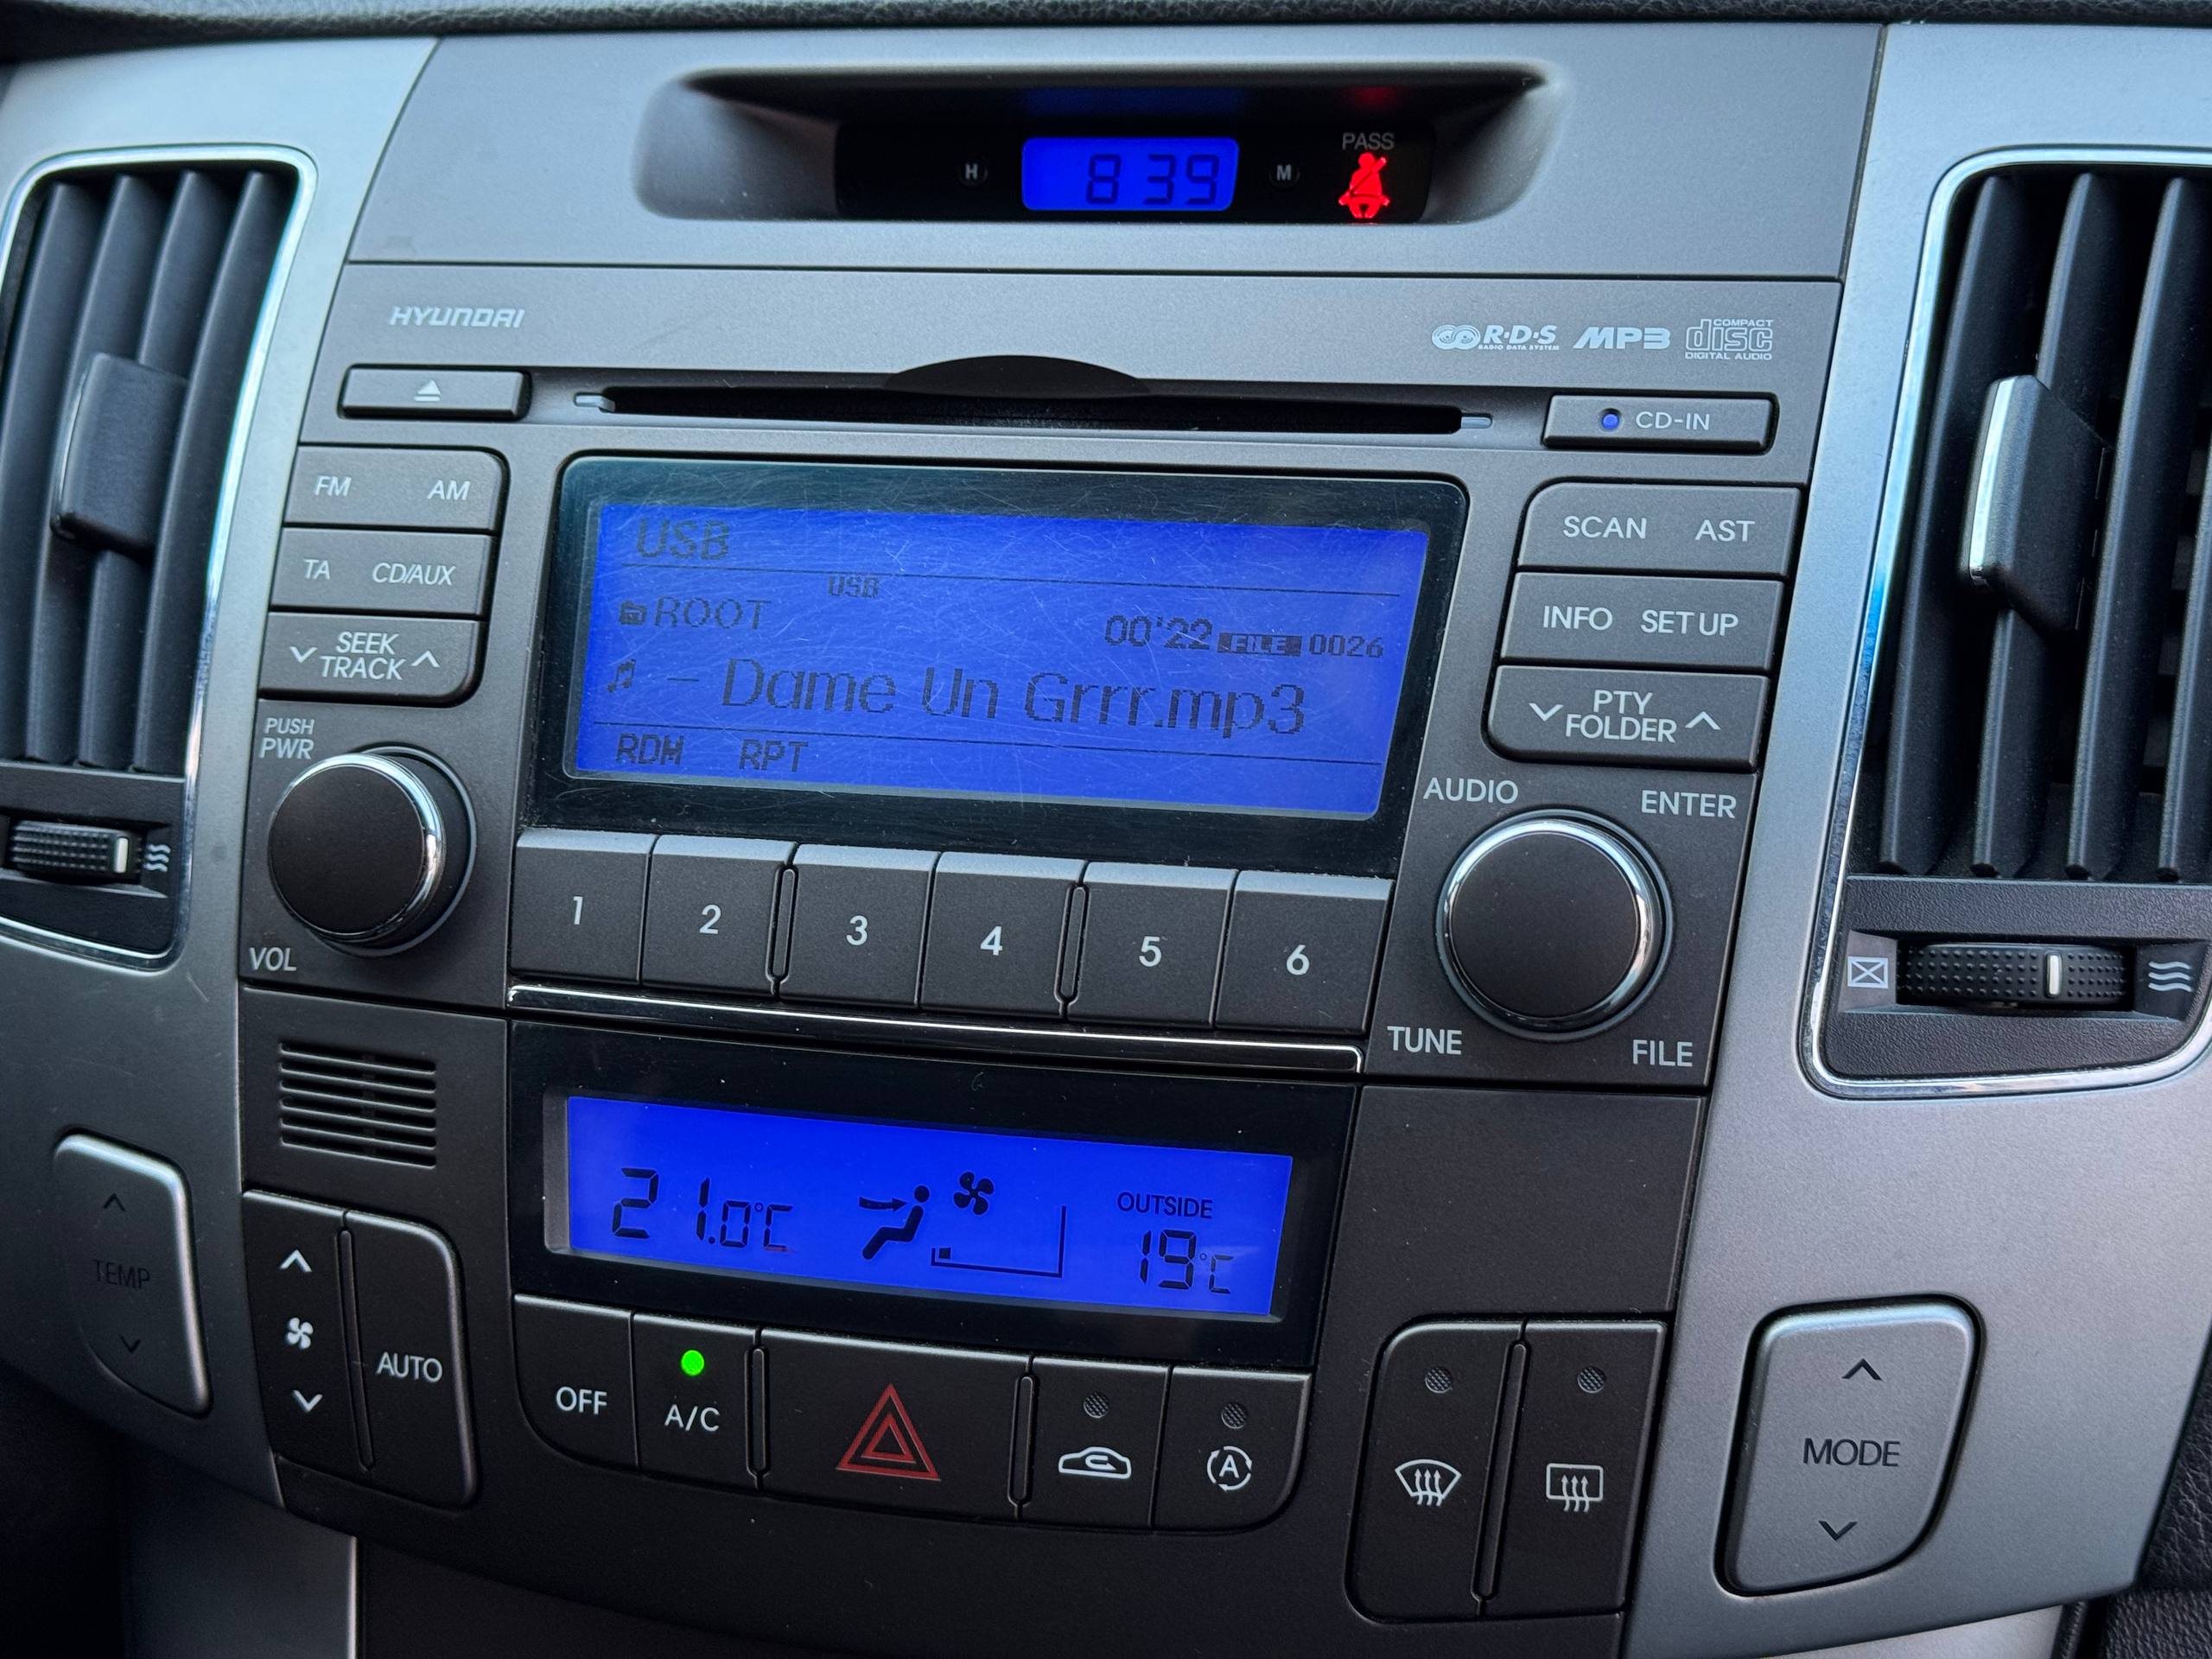 PASS
H 8 39 M
HYUNDAI
R·D·S MP3 COMPACT
RADIO DATA SYSTEM disc
DIGITAL AUDIO
CD-IN
FM AM
TA CD/AUX
SEEK
TRACK
PUSH
PWR
VOL
USB
USB
ROOT 00'22 FILE 0026
– Dame Un Grrr.mp3
RDM RPT
SCAN AST
INFO SETUP
PTY
FOLDER
AUDIO ENTER
TUNE FILE
1 2 3 4 5 6
21.0°C OUTSIDE
19°C
TEMP
AUTO
OFF A/C A
MODE